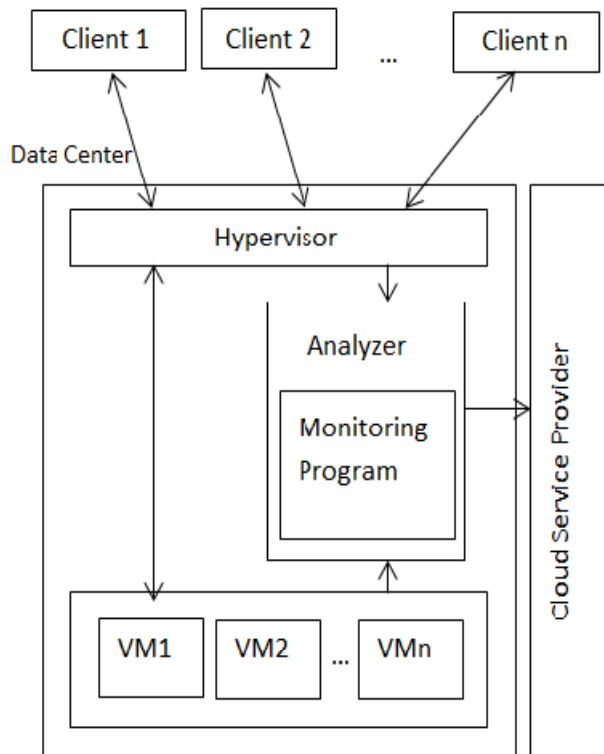 Client 1
Client 2
...
Client n
Data Center
Hypervisor
Analyzer
Monitoring
Program
Cloud Service Provider
VM1
VM2
...
VMn